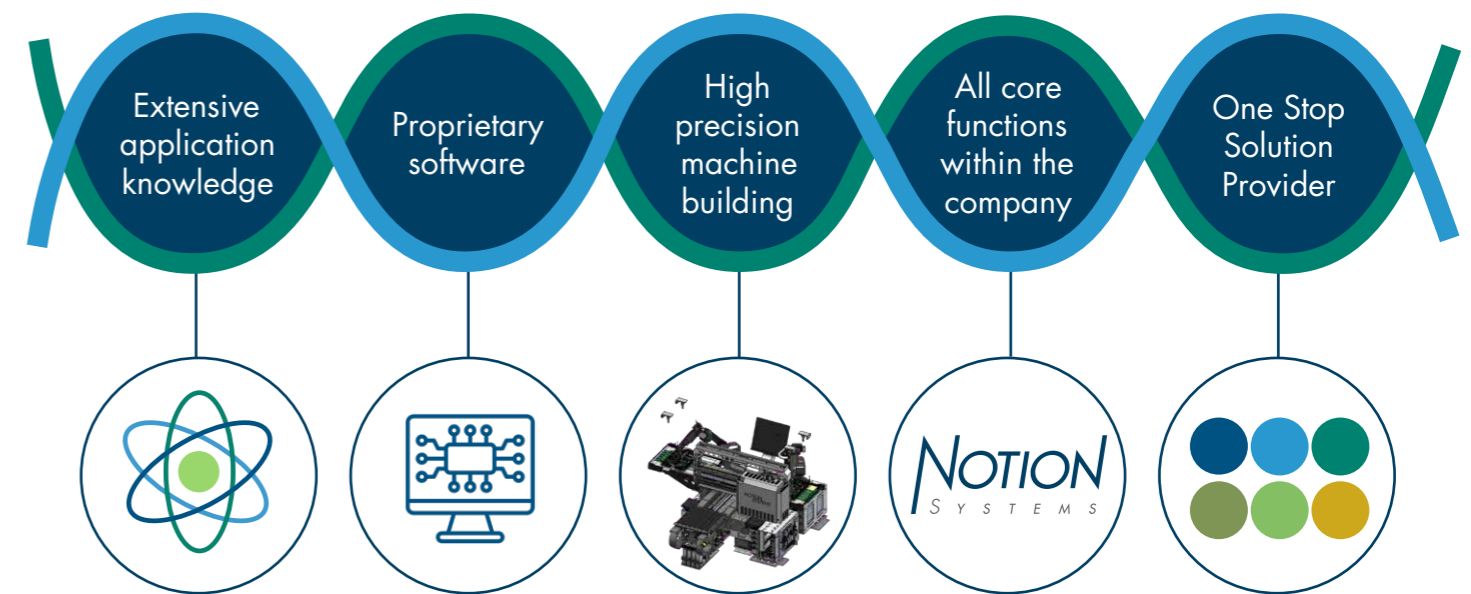 Extensive
application
knowledge
Proprietary
software
High
precision
machine
building
All core
functions
within the
company
One Stop
Solution
Provider
NOTION
SYSTEMS